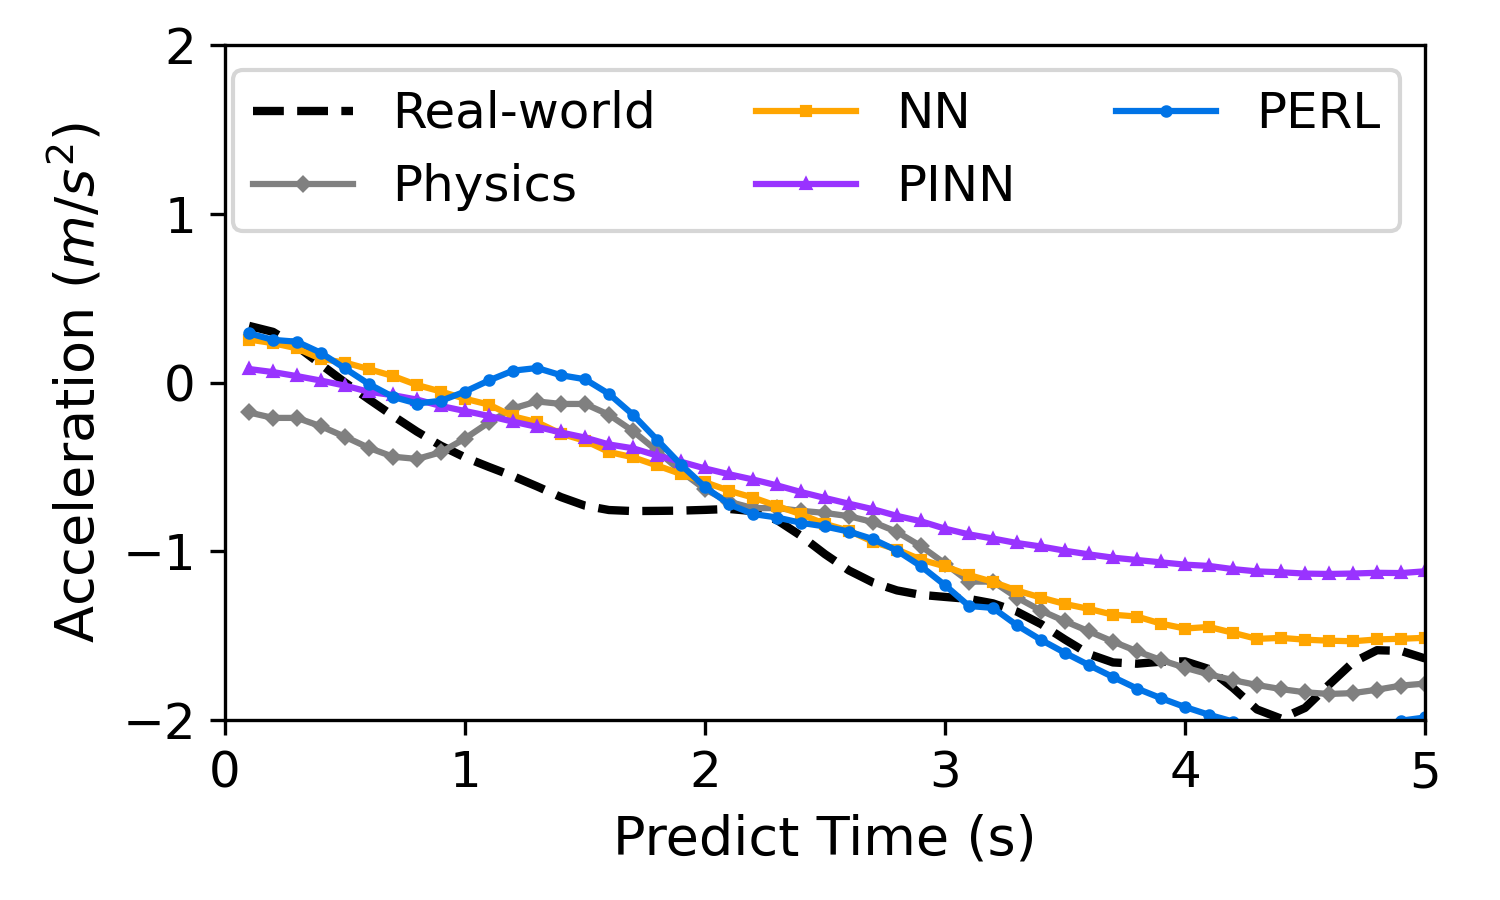 2
1
0
−1
−2
Acceleration (m/s²)
Real-world
NN
PERL
Physics
PINN
0 1 2 3 4 5
Predict Time (s)